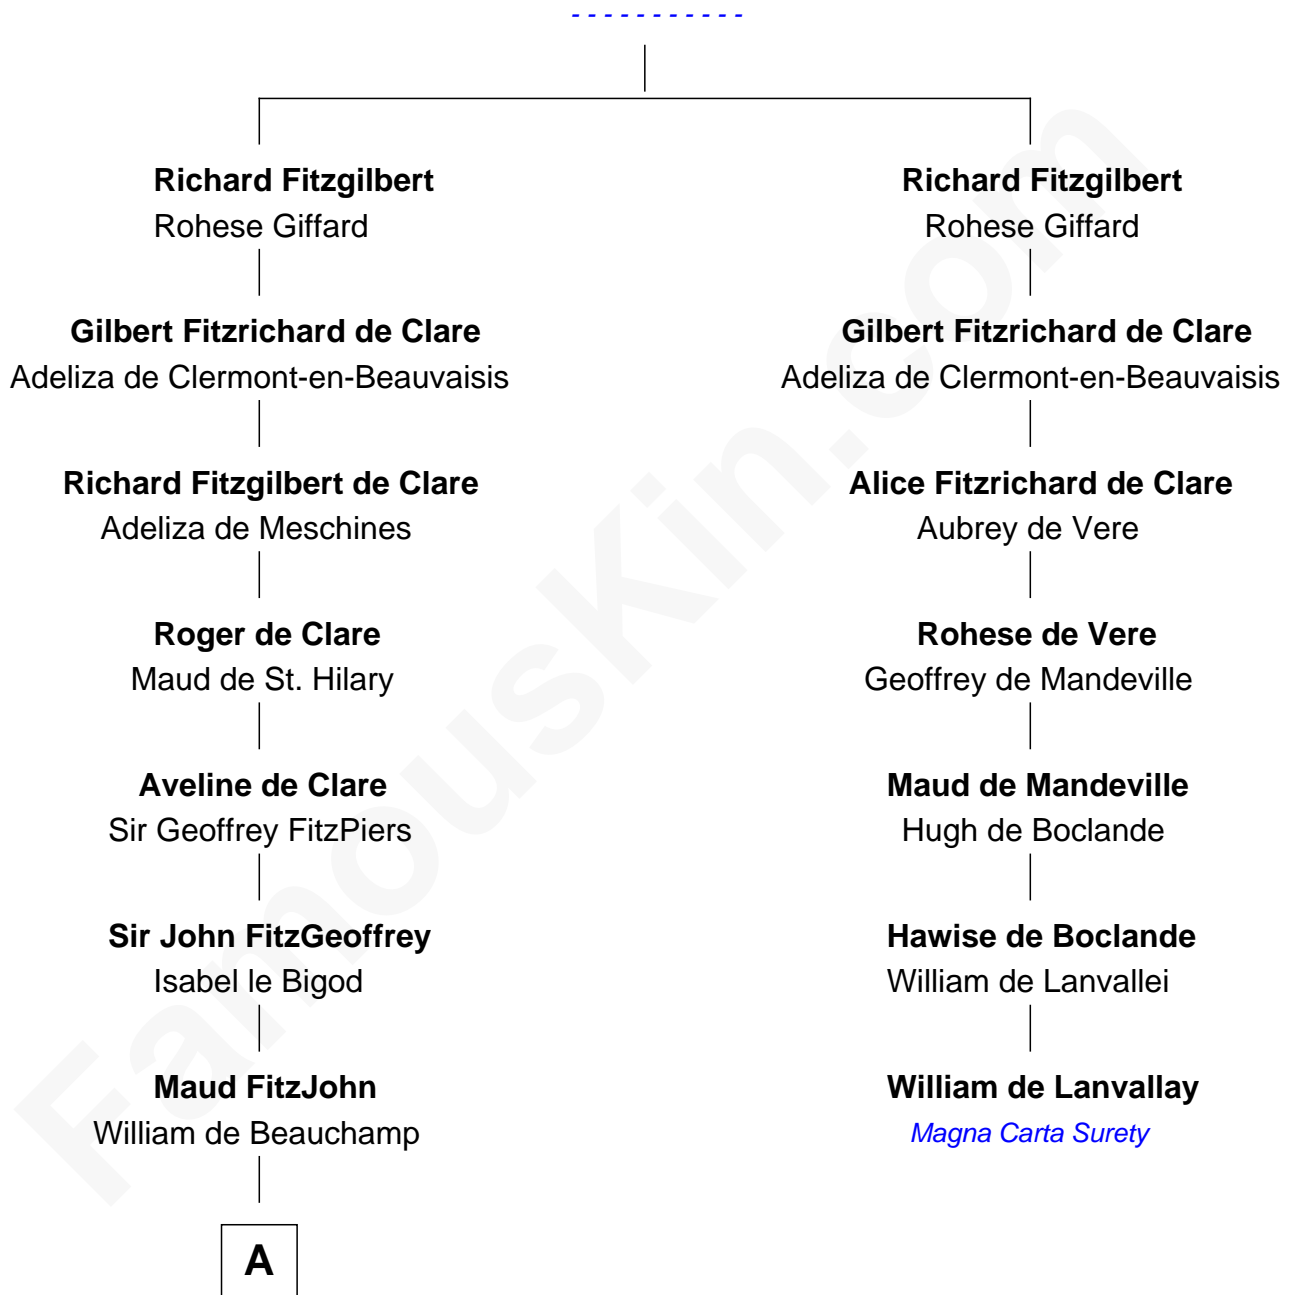 - - - - - - - - - - -
Richard Fitzgilbert
Rohese Giffard
Gilbert Fitzrichard de Clare
Adeliza de Clermont-en-Beauvaisis
Richard Fitzgilbert de Clare
Adeliza de Meschines
Roger de Clare
Maud de St. Hilary
Aveline de Clare
Sir Geoffrey FitzPiers
Sir John FitzGeoffrey
Isabel le Bigod
Maud FitzJohn
William de Beauchamp
A
Richard Fitzgilbert
Rohese Giffard
Gilbert Fitzrichard de Clare
Adeliza de Clermont-en-Beauvaisis
Alice Fitzrichard de Clare
Aubrey de Vere
Rohese de Vere
Geoffrey de Mandeville
Maud de Mandeville
Hugh de Boclande
Hawise de Boclande
William de Lanvallei
William de Lanvallay
Magna Carta Surety
FamousKin.com